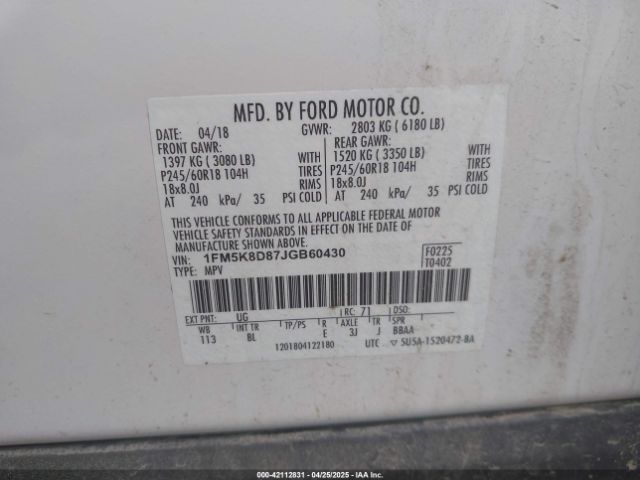 MFD. BY FORD MOTOR CO.
DATE: 04/18 GVWR: 2803 KG ( 6180 LB)
FRONT GAWR: REAR GAWR:
1397 KG ( 3080 LB) WITH 1520 KG ( 3350 LB) WITH
P245/60R18 104H TIRES P245/60R18 104H TIRES
18x8.0J RIMS 18x8.0J RIMS
AT 240 kPa/ 35 PSI COLD AT 240 kPa/ 35 PSI COLD
THIS VEHICLE CONFORMS TO ALL APPLICABLE FEDERAL MOTOR
VEHICLE SAFETY STANDARDS IN EFFECT ON THE DATE OF
MANUFACTURE SHOWN ABOVE.
VIN: 1FM5K8D87JGB60430 F0225
TYPE: MPV T0402
EXT PNT: UG RC: 71 DSO:
WB INT TR TP/PS R AXLE TR SPR
113 BL E 3J J BBAA
1201804122180 UTC ▽ 5U5A-1520472-BA
000-42112831 - 04/25/2025 - IAAI.COM